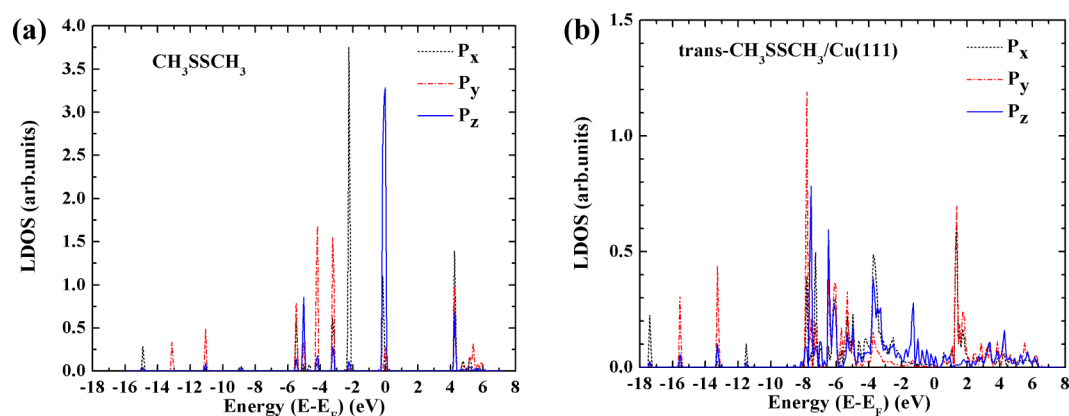 (a)
CH3SSCH3
Px
Py
Pz
LDOS (arb.units)
4.0
3.5
3.0
2.5
2.0
1.5
1.0
0.5
0.0
-18 -16 -14 -12 -10 -8 -6 -4 -2 0 2 4 6 8
Energy (E-EF) (eV)
(b)
trans-CH3SSCH3/Cu(111)
Px
Py
Pz
LDOS (arb.units)
1.5
1.0
0.5
0.0
-18 -16 -14 -12 -10 -8 -6 -4 -2 0 2 4 6 8
Energy (E-EF) (eV)